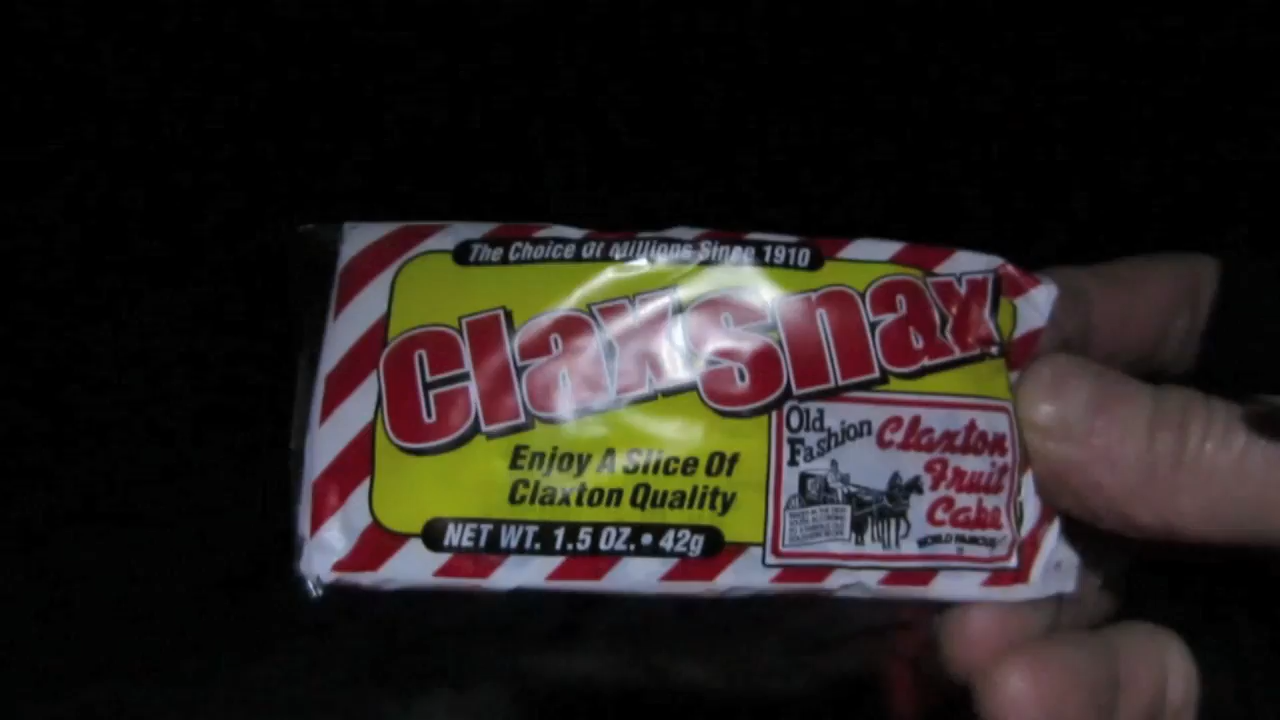 The Choice Of Millions Since 1910
Claxsnax
Enjoy A Slice Of
Claxton Quality
NET WT. 1.5 OZ. • 42g
Old
Fashion
Claxton
Fruit
Cake
WORLD FAMOUS